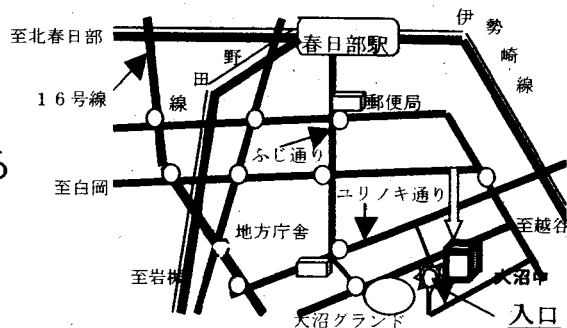 伊勢崎線
至北春日部
春日部駅
野田線
16号線
郵便局
ふじ通り
至白岡
ユリノキ通り
地方庁舎
至越谷
至岩槻
大沼中
大沼グランド
入口